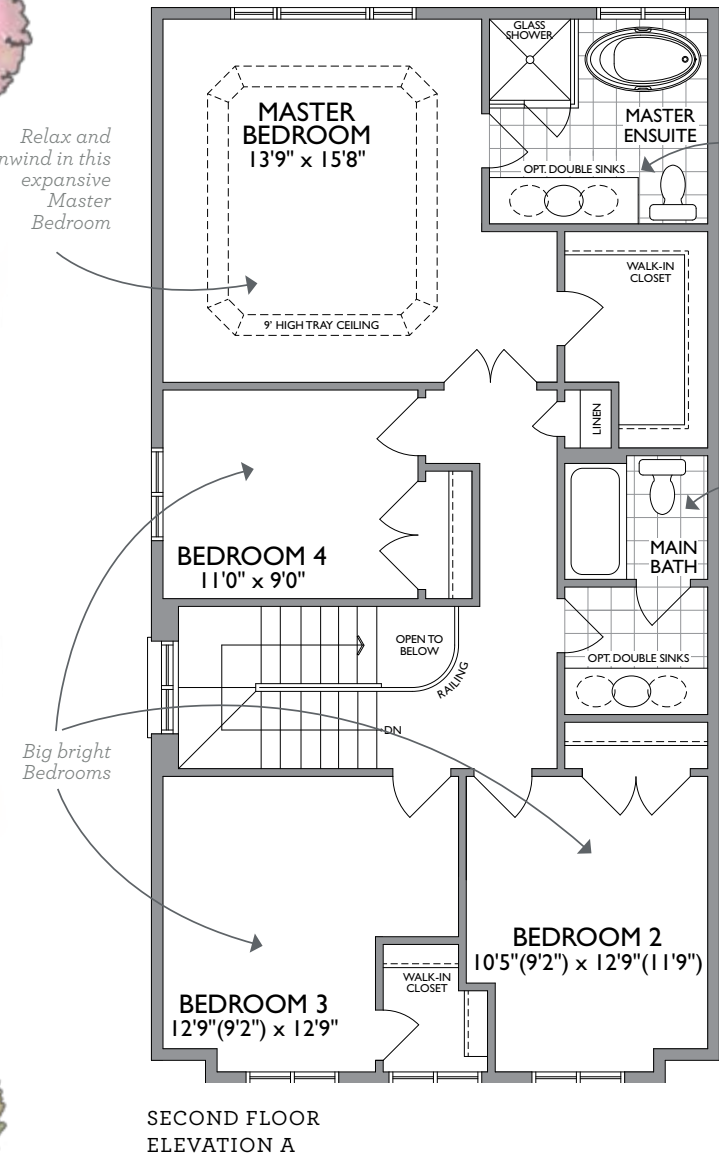 GLASS
SHOWER
MASTER
BEDROOM
13'9" x 15'8"
MASTER
ENSUITE
Relax and
nwind in this
expansive
Master
Bedroom
OPT. DOUBLE SINKS
WALK-IN
CLOSET
9' HIGH TRAY CEILING
LINEN
BEDROOM 4
11'0" x 9'0"
MAIN
BATH
OPEN TO
BELOW
RAILING
OPT. DOUBLE SINKS
DN
Big bright
Bedrooms
BEDROOM 2
10'5"(9'2") x 12'9"(11'9")
WALK-IN
CLOSET
BEDROOM 3
12'9"(9'2") x 12'9"
SECOND FLOOR
ELEVATION A